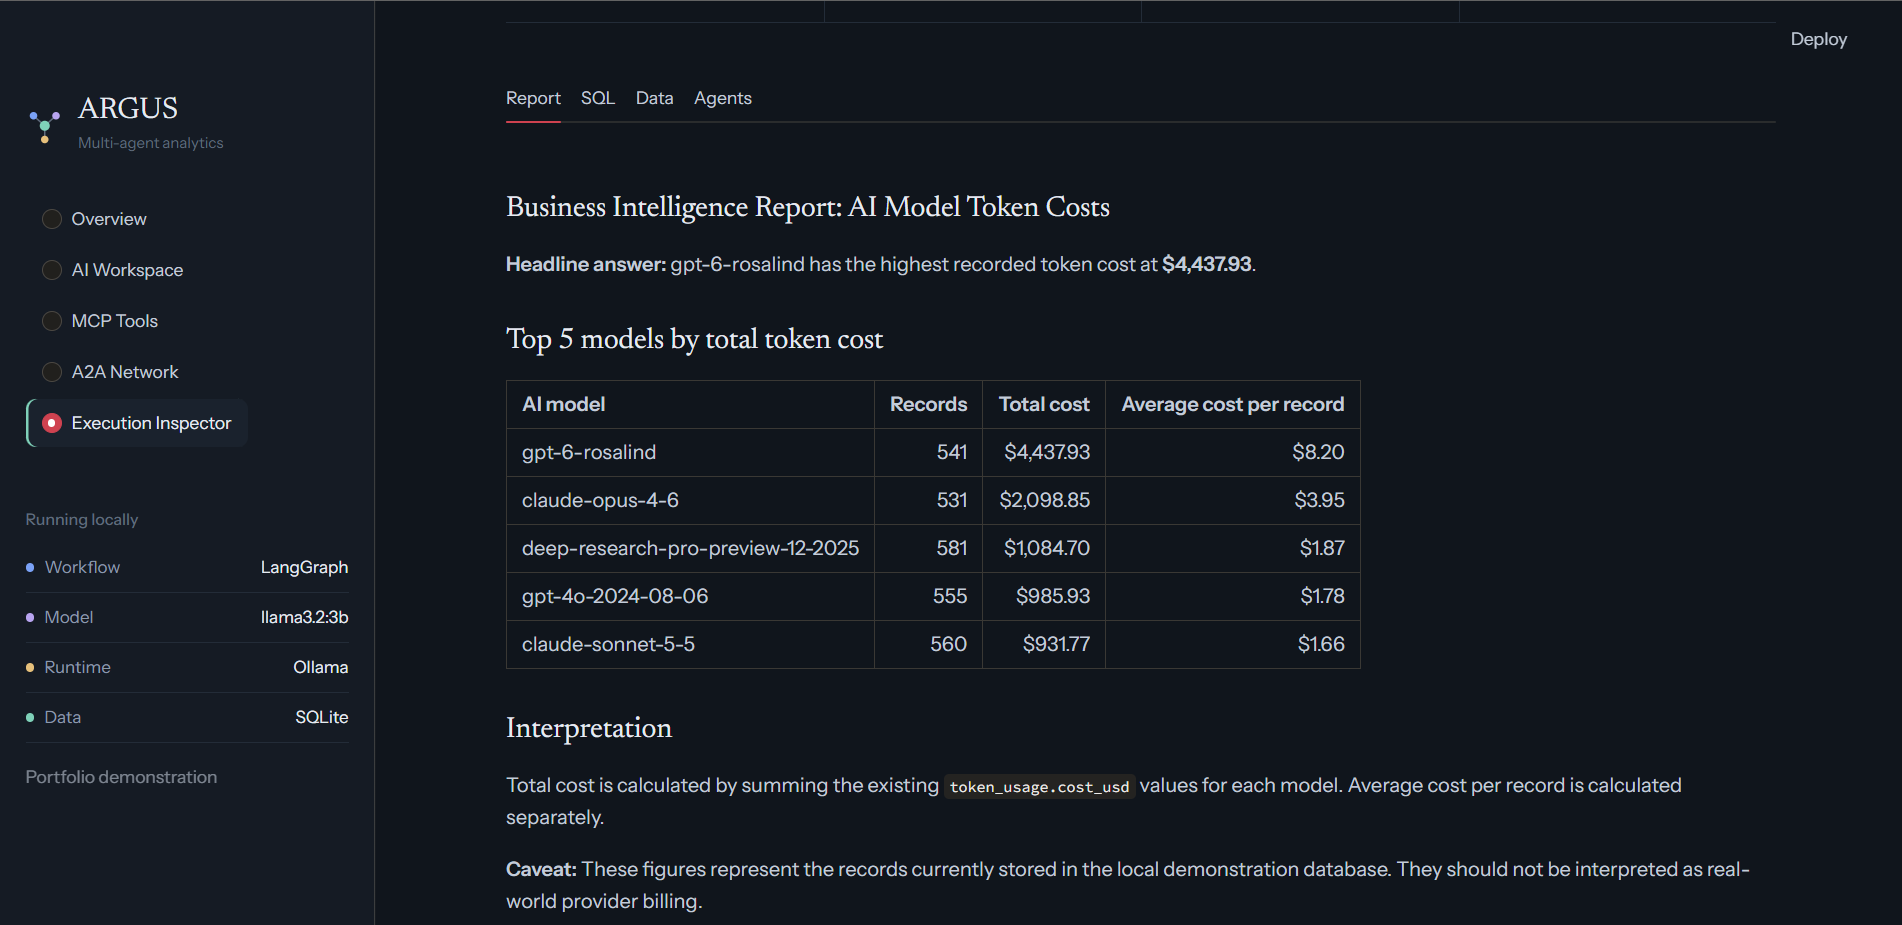 Deploy
ARGUS
Multi-agent analytics
Overview
AI Workspace
MCP Tools
A2A Network
Execution Inspector
Running locally
Workflow LangGraph
Model llama3.2:3b
Runtime Ollama
Data SQLite
Portfolio demonstration
Report SQL Data Agents
Business Intelligence Report: AI Model Token Costs
Headline answer: gpt-6-rosalind has the highest recorded token cost at $4,437.93.
Top 5 models by total token cost
AI model Records Total cost Average cost per record
gpt-6-rosalind 541 $4,437.93 $8.20
claude-opus-4-6 531 $2,098.85 $3.95
deep-research-pro-preview-12-2025 581 $1,084.70 $1.87
gpt-4o-2024-08-06 555 $985.93 $1.78
claude-sonnet-5-5 560 $931.77 $1.66
Interpretation
Total cost is calculated by summing the existing token_usage.cost_usd values for each model. Average cost per record is calculated
separately.
Caveat: These figures represent the records currently stored in the local demonstration database. They should not be interpreted as real-
world provider billing.